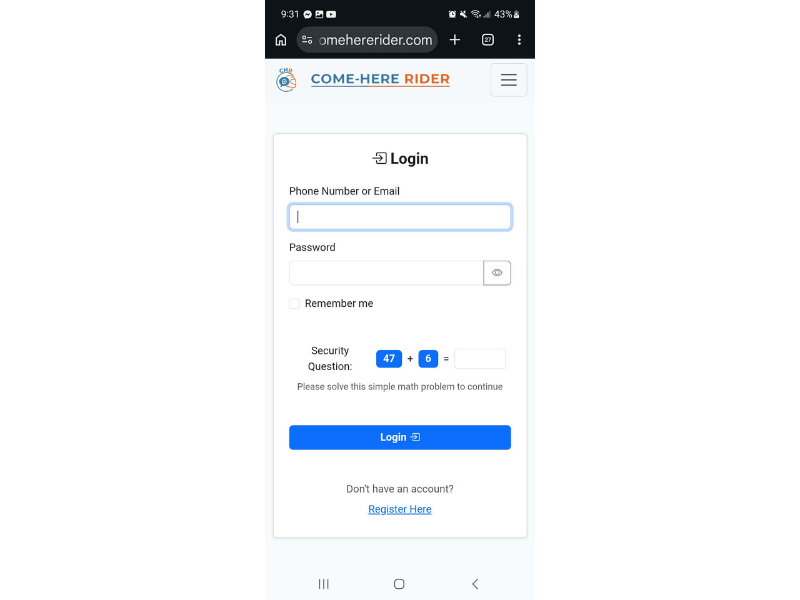 9:31 43%
omehererider.com 27
CHR
COME-HERE RIDER
Login
Phone Number or Email
Password
Remember me
Security
Question:
47 + 6 =
Please solve this simple math problem to continue
Login
Don't have an account?
Register Here